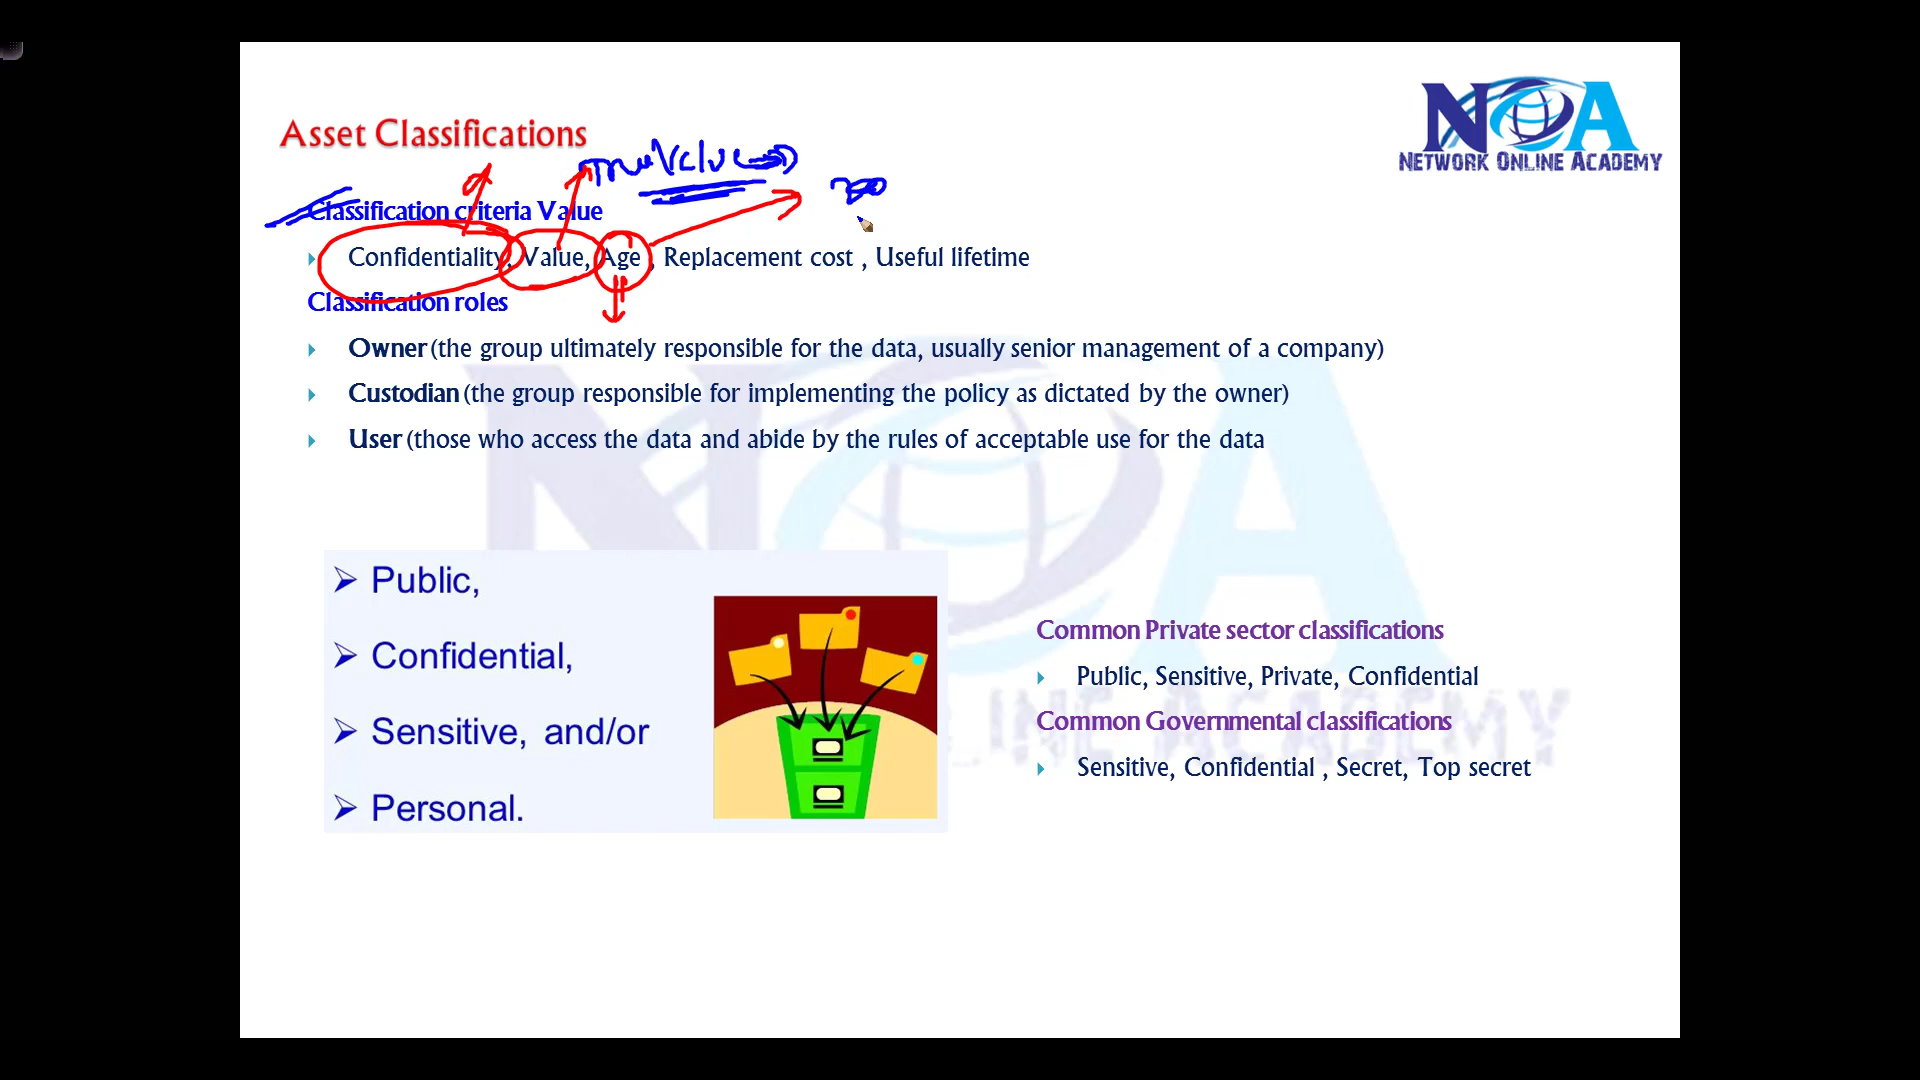 NOA
NETWORK ONLINE ACADEMY
Asset Classifications
True Value
Classification criteria Value
Confidentiality, Value, Age , Replacement cost , Useful lifetime
Classification roles
Owner (the group ultimately responsible for the data, usually senior management of a company)
Custodian (the group responsible for implementing the policy as dictated by the owner)
User (those who access the data and abide by the rules of acceptable use for the data
Public,
Confidential,
Sensitive, and/or
Personal.
Common Private sector classifications
Public, Sensitive, Private, Confidential
Common Governmental classifications
Sensitive, Confidential , Secret, Top secret